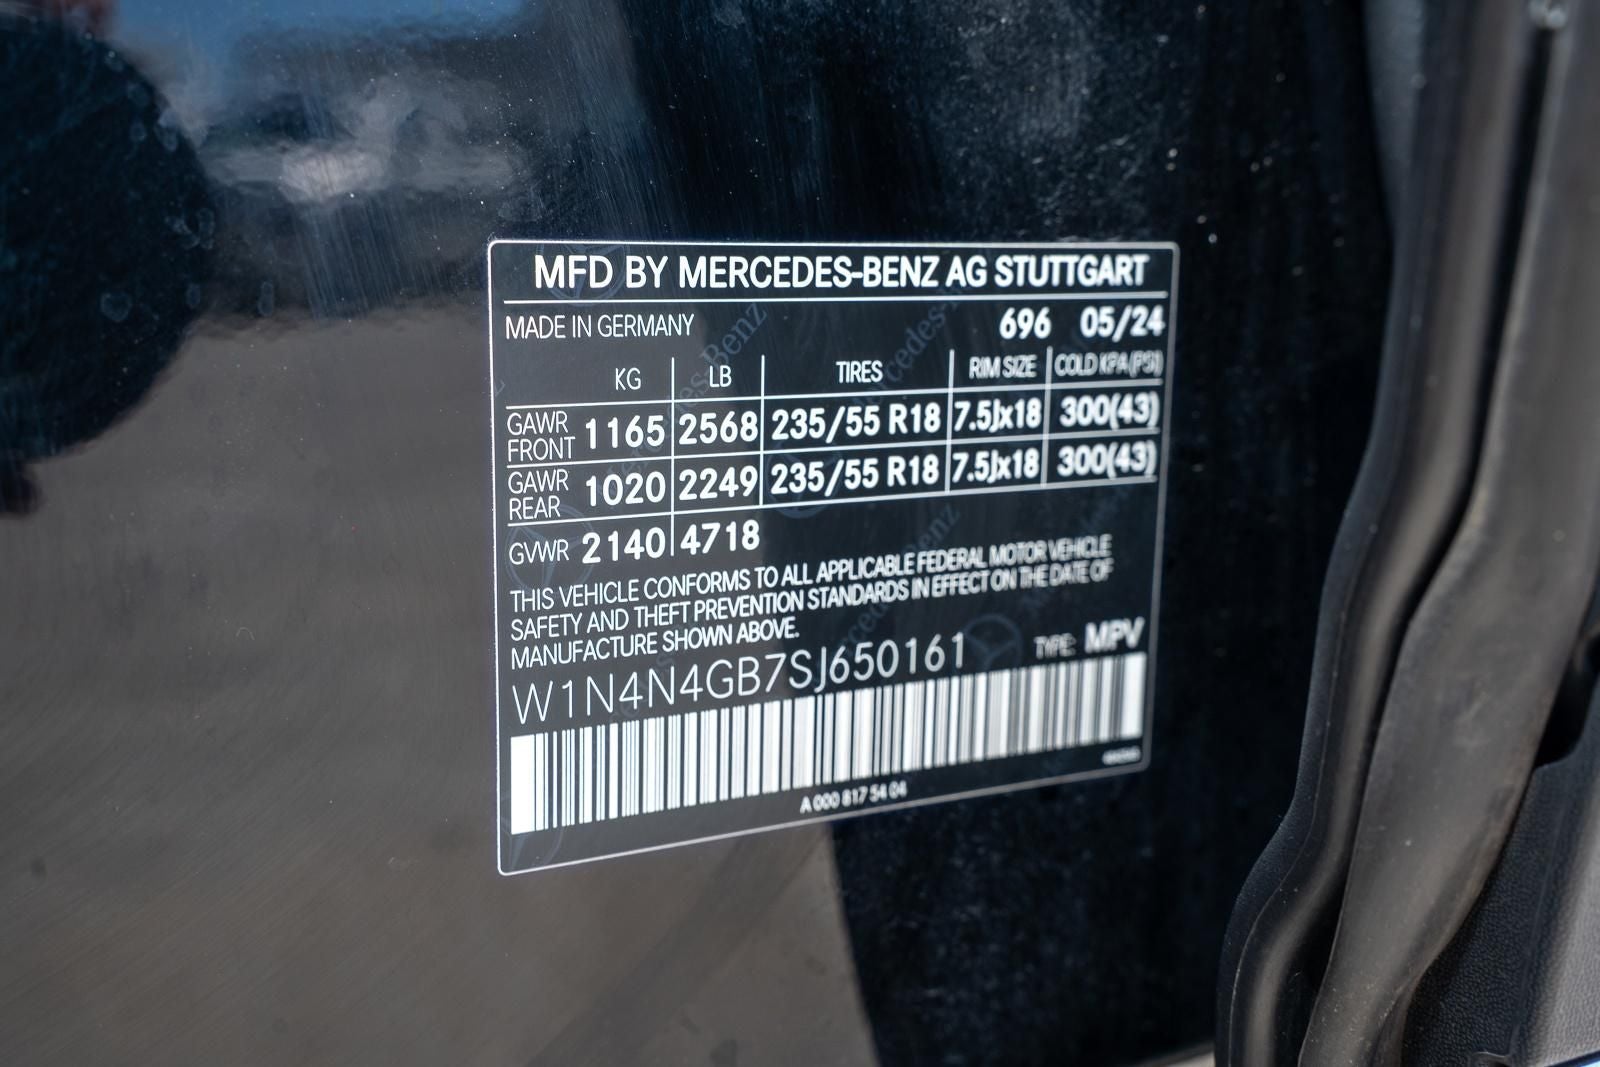 MFD BY MERCEDES-BENZ AG STUTTGART
MADE IN GERMANY 696 05/24
KG LB TIRES RIM SIZE COLD KPA(PSI)
GAWR FRONT 1165 2568 235/55 R18 7.5Jx18 300(43)
GAWR REAR 1020 2249 235/55 R18 7.5Jx18 300(43)
GVWR 2140 4718
THIS VEHICLE CONFORMS TO ALL APPLICABLE FEDERAL MOTOR VEHICLE
SAFETY AND THEFT PREVENTION STANDARDS IN EFFECT ON THE DATE OF
MANUFACTURE SHOWN ABOVE.
W1N4N4GB7SJ650161 TYPE: MPV
A 000 817 54 04